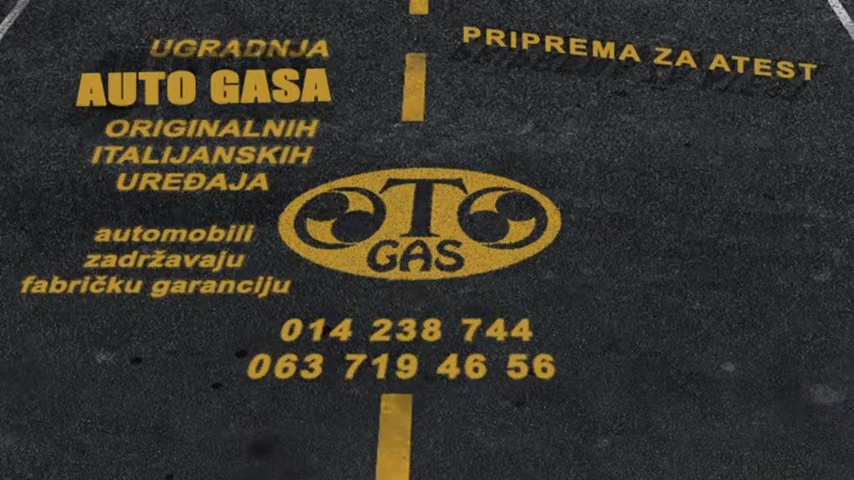 UGRADNJA
AUTO GASA
ORIGINALNIH
ITALIJANSKIH
UREĐAJA
automobili
zadržavaju
fabričku garanciju
PRIPREMA ZA ATEST
OTO
GAS
014 238 744
063 719 46 56